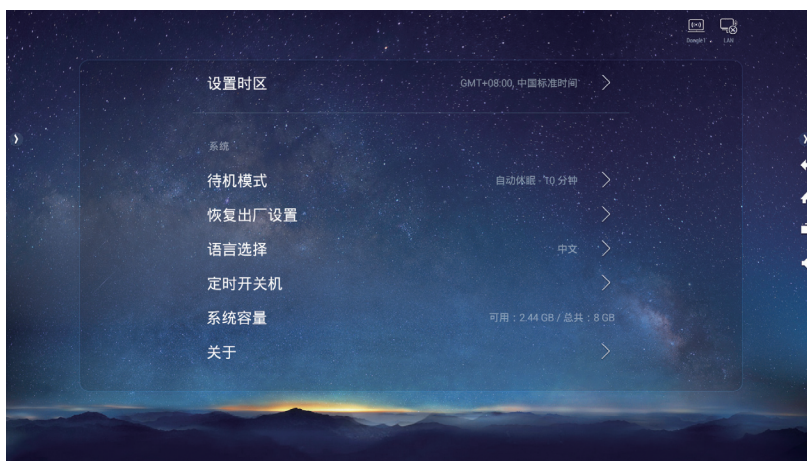 Dongle1 LAN
设置时区 GMT+08:00, 中国标准时间
系统
待机模式 自动休眠 - 10 分钟
恢复出厂设置
语言选择 中文
定时开关机
系统容量 可用：2.44 GB / 总共：8 GB
关于